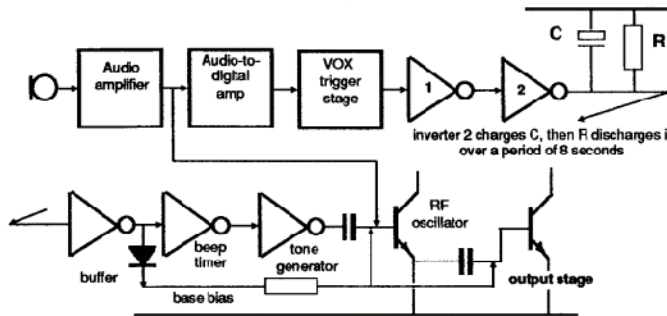 C
R
Audio
amplifier
Audio-to-
digital
amp
VOX
trigger
stage
1
2
inverter 2 charges C, then R discharges i
over a period of 8 seconds
RF
oscillator
buffer
beep
timer
tone
generator
output stage
base bias